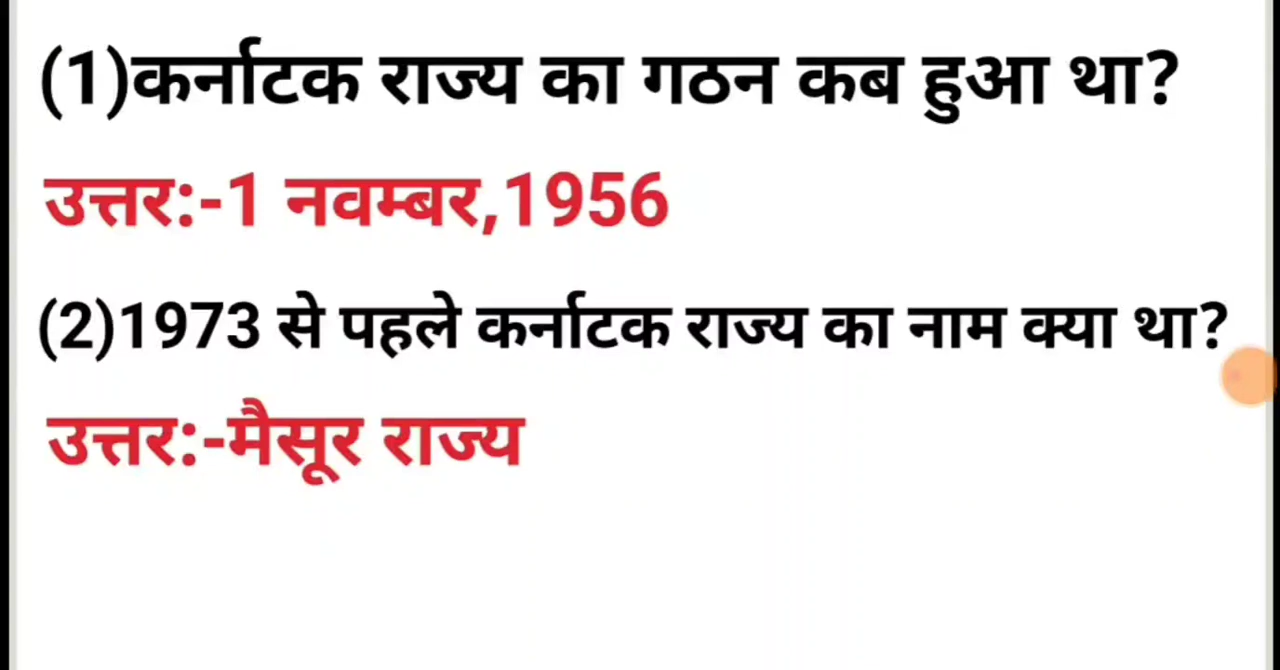 (1)कर्नाटक राज्य का गठन कब हुआ था?
उत्तर:-1 नवम्बर,1956
(2)1973 से पहले कर्नाटक राज्य का नाम क्या था?
उत्तर:-मैसूर राज्य